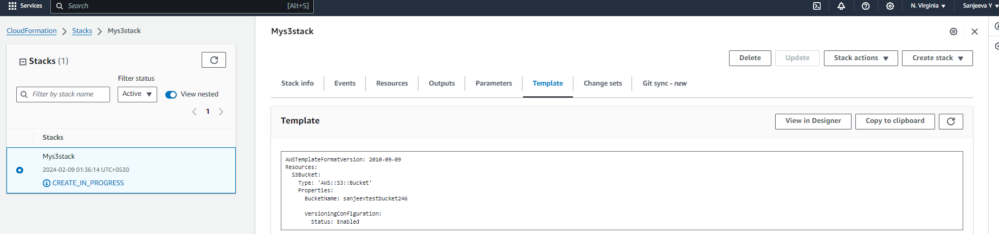 Services Search [Alt+S] N. Virginia Sanjeeva Y
CloudFormation Stacks Mys3stack
Stacks (1)
Filter status
Filter by stack name Active View nested
1
Stacks
Mys3stack
2024-02-09 01:36:14 UTC+0530
CREATE_IN_PROGRESS
Mys3stack
Delete Update Stack actions Create stack
Stack info Events Resources Outputs Parameters Template Change sets Git sync - new
Template View in Designer Copy to clipboard
AWSTemplateFormatVersion: 2010-09-09
Resources:
  S3Bucket:
    Type: 'AWS::S3::Bucket'
    Properties:
      BucketName: sanjeevtestbucket246
      VersioningConfiguration:
        Status: Enabled